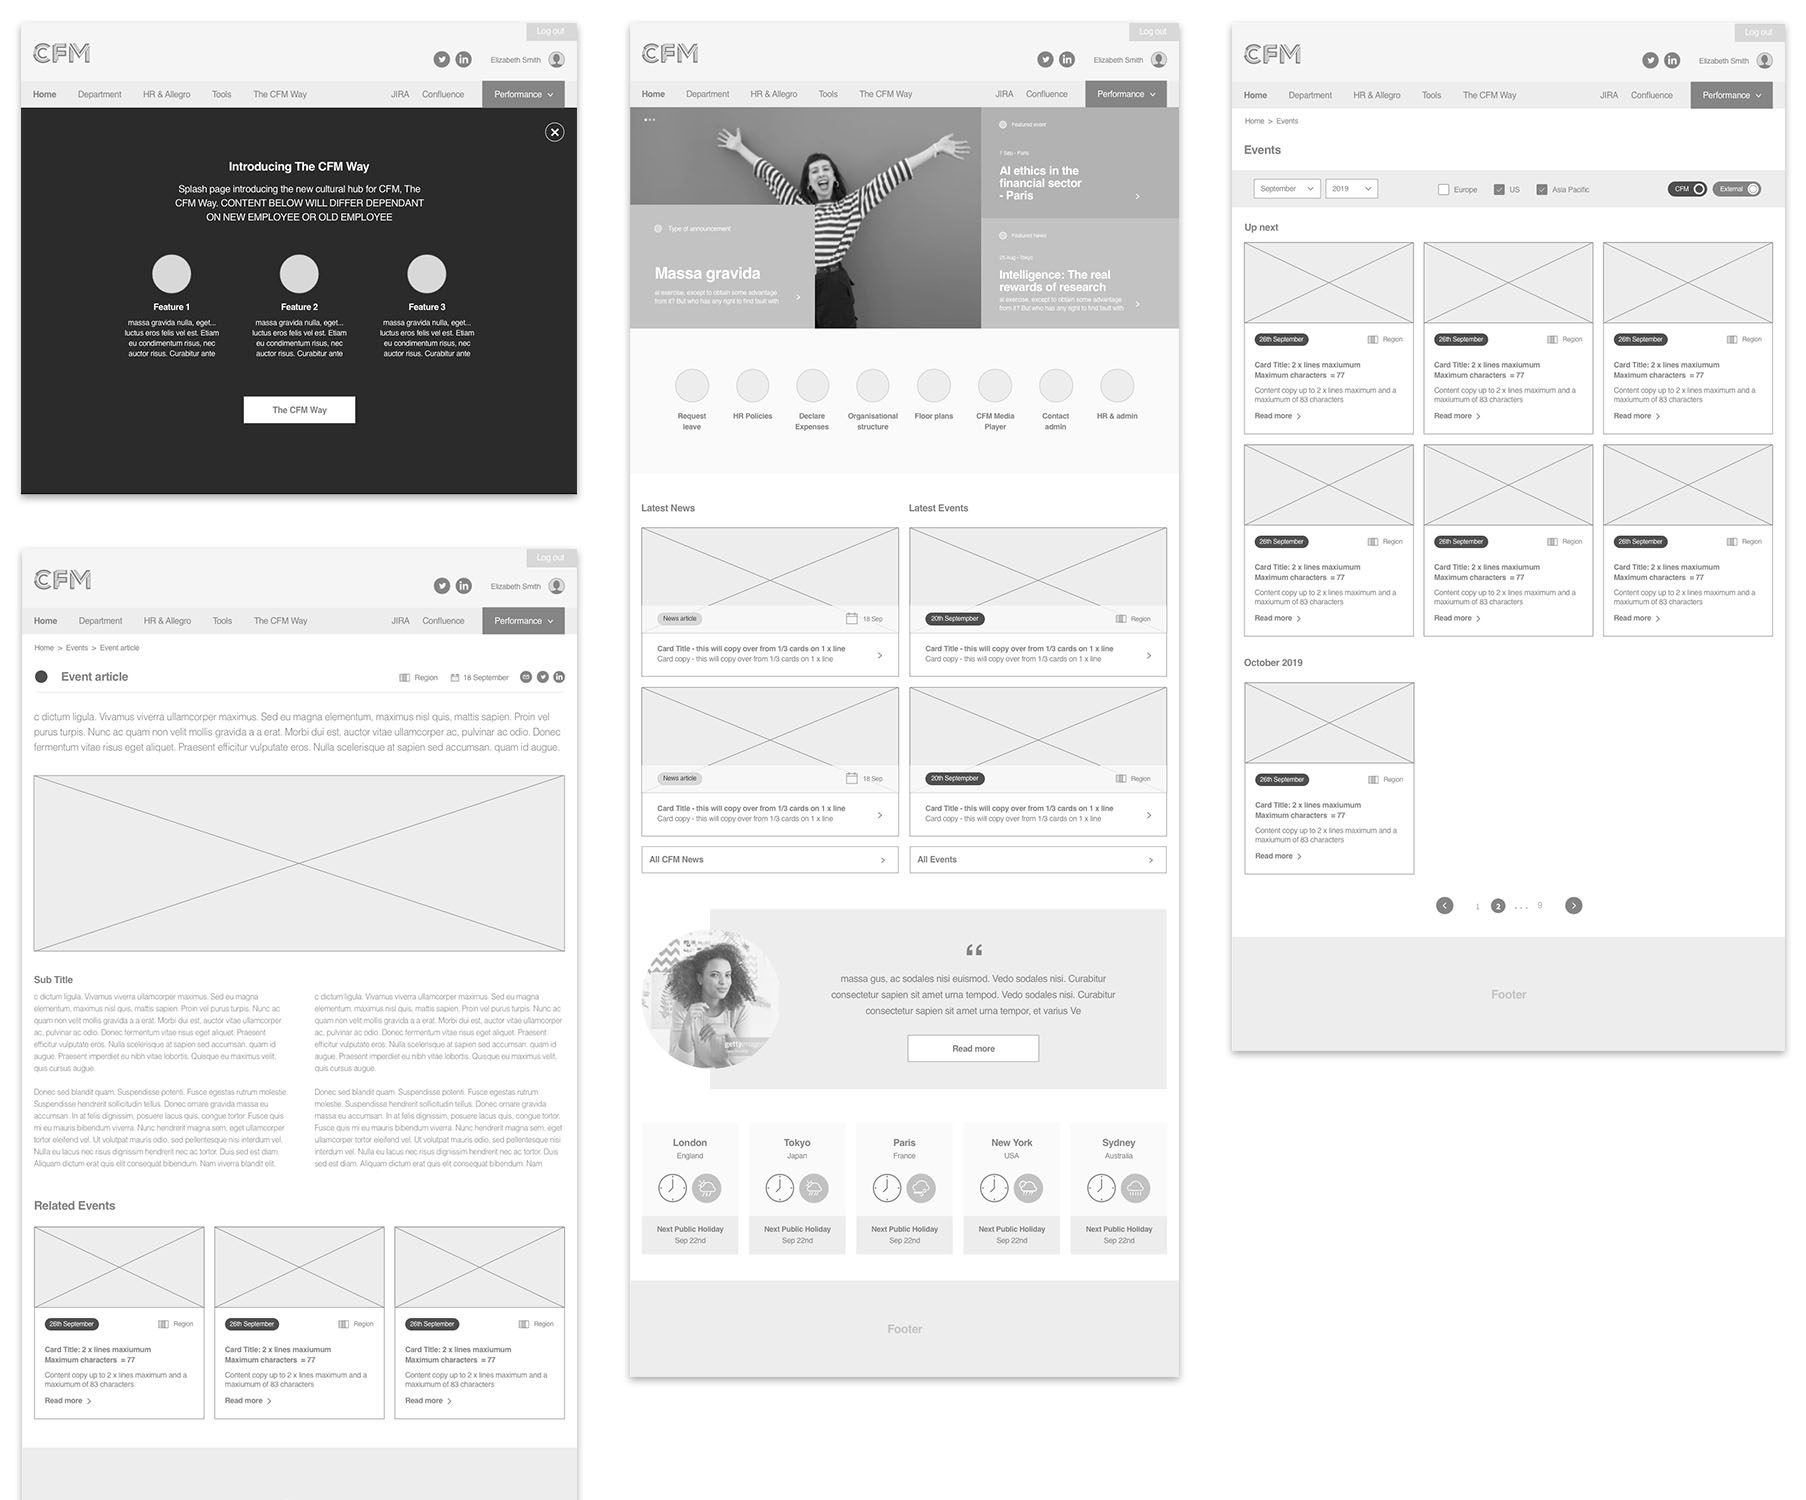 Log out
CFM
Elizabeth Smith
Home Department HR & Allegro Tools The CFM Way JIRA Confluence Performance
Introducing The CFM Way
Splash page introducing the new cultural hub for CFM, The
CFM Way. CONTENT BELOW WILL DIFFER DEPENDANT
ON NEW EMPLOYEE OR OLD EMPLOYEE
Feature 1
massa gravida nulla, eget...
luctus eros felis vel est. Etiam
eu condimentum risus, nec
auctor risus. Curabitur ante
Feature 2
massa gravida nulla, eget...
luctus eros felis vel est. Etiam
eu condimentum risus, nec
auctor risus. Curabitur ante
Feature 3
massa gravida nulla, eget...
luctus eros felis vel est. Etiam
eu condimentum risus, nec
auctor risus. Curabitur ante
The CFM Way
Log out
CFM
Elizabeth Smith
Home Department HR & Allegro Tools The CFM Way JIRA Confluence Performance
Home > Events > Event article
Event article
Region 18 September
c dictum ligula. Vivamus viverra ullamcorper maximus. Sed eu magna elementum, maximus nisl quis, mattis sapien. Proin vel
purus turpis. Nunc ac quam non velit mollis gravida a a erat. Morbi dui est, auctor vitae ullamcorper ac, pulvinar ac odio. Donec
fermentum vitae risus eget aliquet. Praesent efficitur vulputate eros. Nulla scelerisque at sapien sed accumsan. quam id augue.
Sub Title
c dictum ligula. Vivamus viverra ullamcorper maximus. Sed eu magna
elementum, maximus nisl quis, mattis sapien. Proin vel purus turpis. Nunc ac
quam non velit mollis gravida a a erat. Morbi dui est, auctor vitae ullamcorper
ac, pulvinar ac odio. Donec fermentum vitae risus eget aliquet. Praesent
efficitur vulputate eros. Nulla scelerisque at sapien sed accumsan. quam id
augue. Praesent imperdiet eu nibh vitae lobortis. Quisque eu maximus velit,
quis cursus augue.
Donec sed blandit quam. Suspendisse potenti. Fusce egestas rutrum molestie.
Suspendisse hendrerit sollicitudin tellus. Donec ornare gravida massa eu
accumsan. In at felis dignissim, posuere lacus quis, congue tortor. Fusce quis
mi eu mauris bibendum viverra. Nunc hendrerit magna sem, eget ullamcorper
tortor eleifend vel. Ut volutpat mauris odio, sed pellentesque nisi interdum vel.
Nulla eu lacus nec risus dignissim hendrerit nec ac tortor. Duis sed est diam.
Aliquam dictum erat quis elit consequat bibendum. Nam viverra blandit elit.
c dictum ligula. Vivamus viverra ullamcorper maximus. Sed eu magna
elementum, maximus nisl quis, mattis sapien. Proin vel purus turpis. Nunc ac
quam non velit mollis gravida a a erat. Morbi dui est, auctor vitae ullamcorper
ac, pulvinar ac odio. Donec fermentum vitae risus eget aliquet. Praesent
efficitur vulputate eros. Nulla scelerisque at sapien sed accumsan. quam id
augue. Praesent imperdiet eu nibh vitae lobortis. Quisque eu maximus velit,
quis cursus augue.
Donec sed blandit quam. Suspendisse potenti. Fusce egestas rutrum
molestie. Suspendisse hendrerit sollicitudin tellus. Donec ornare gravida
massa eu accumsan. In at felis dignissim, posuere lacus quis, congue tortor.
Fusce quis mi eu mauris bibendum viverra. Nunc hendrerit magna sem, eget
ullamcorper tortor eleifend vel. Ut volutpat mauris odio, sed pellentesque nisi
interdum vel. Nulla eu lacus nec risus dignissim hendrerit nec ac tortor. Duis
sed est diam. Aliquam dictum erat quis elit consequat bibendum. Nam
Related Events
26th September Region
Card Title: 2 x lines maxiumum
Maximum characters = 77
Content copy up to 2 x lines maximum and a
maxiumum of 83 characters
Read more
26th September Region
Card Title: 2 x lines maxiumum
Maximum characters = 77
Content copy up to 2 x lines maximum and a
maxiumum of 83 characters
Read more
26th September Region
Card Title: 2 x lines maxiumum
Maximum characters = 77
Content copy up to 2 x lines maximum and a
maxiumum of 83 characters
Read more
Log out
CFM
Elizabeth Smith
Home Department HR & Allegro Tools The CFM Way JIRA Confluence Performance
Type of announcement
Massa gravida
al exercise, except to obtain some advantage
from it? But who has any right to find fault with
Featured event
7 Sep - Paris
AI ethics in the
financial sector
- Paris
Featured News
25 Aug - Tokyo
Intelligence: The real
rewards of research
al exercise, except to obtain some advantage
from it? But who has any right to find fault with
Request
leave
HR Policies
Declare
Expenses
Organisational
structure
Floor plans
CFM Media
Player
Contact
admin
HR & admin
Latest News
News article 18 Sep
Card Title - this will copy over from 1/3 cards on 1 x line
Card copy - this will copy over from 1/3 cards on 1 x line
News article 18 Sep
Card Title - this will copy over from 1/3 cards on 1 x line
Card copy - this will copy over from 1/3 cards on 1 x line
All CFM News
Latest Events
20th Septempber Region
Card Title - this will copy over from 1/3 cards on 1 x line
Card copy - this will copy over from 1/3 cards on 1 x line
20th Septempber Region
Card Title - this will copy over from 1/3 cards on 1 x line
Card copy - this will copy over from 1/3 cards on 1 x line
All Events
gettyimages
“
massa gus, ac sodales nisi euismod. Vedo sodales nisi. Curabitur
consectetur sapien sit amet urna tempod. Vedo sodales nisi. Curabitur
consectetur sapien sit amet urna tempor, et varius Ve
Read more
London
England
Next Public Holiday
Sep 22nd
Tokyo
Japan
Next Public Holiday
Sep 22nd
Paris
France
Next Public Holiday
Sep 22nd
New York
USA
Next Public Holiday
Sep 22nd
Sydney
Australia
Next Public Holiday
Sep 22nd
Footer
Log out
CFM
Elizabeth Smith
Home Department HR & Allegro Tools The CFM Way JIRA Confluence Performance
Home > Events
Events
September 2019 Europe US Asia Pacific CFM External
Up next
26th September Region
Card Title: 2 x lines maxiumum
Maximum characters = 77
Content copy up to 2 x lines maximum and a
maxiumum of 83 characters
Read more
26th September Region
Card Title: 2 x lines maxiumum
Maximum characters = 77
Content copy up to 2 x lines maximum and a
maxiumum of 83 characters
Read more
26th September Region
Card Title: 2 x lines maxiumum
Maximum characters = 77
Content copy up to 2 x lines maximum and a
maxiumum of 83 characters
Read more
26th September Region
Card Title: 2 x lines maxiumum
Maximum characters = 77
Content copy up to 2 x lines maximum and a
maxiumum of 83 characters
Read more
26th September Region
Card Title: 2 x lines maxiumum
Maximum characters = 77
Content copy up to 2 x lines maximum and a
maxiumum of 83 characters
Read more
26th September Region
Card Title: 2 x lines maxiumum
Maximum characters = 77
Content copy up to 2 x lines maximum and a
maxiumum of 83 characters
Read more
October 2019
26th September Region
Card Title: 2 x lines maxiumum
Maximum characters = 77
Content copy up to 2 x lines maximum and a
maxiumum of 83 characters
Read more
1 2 ... 9
Footer